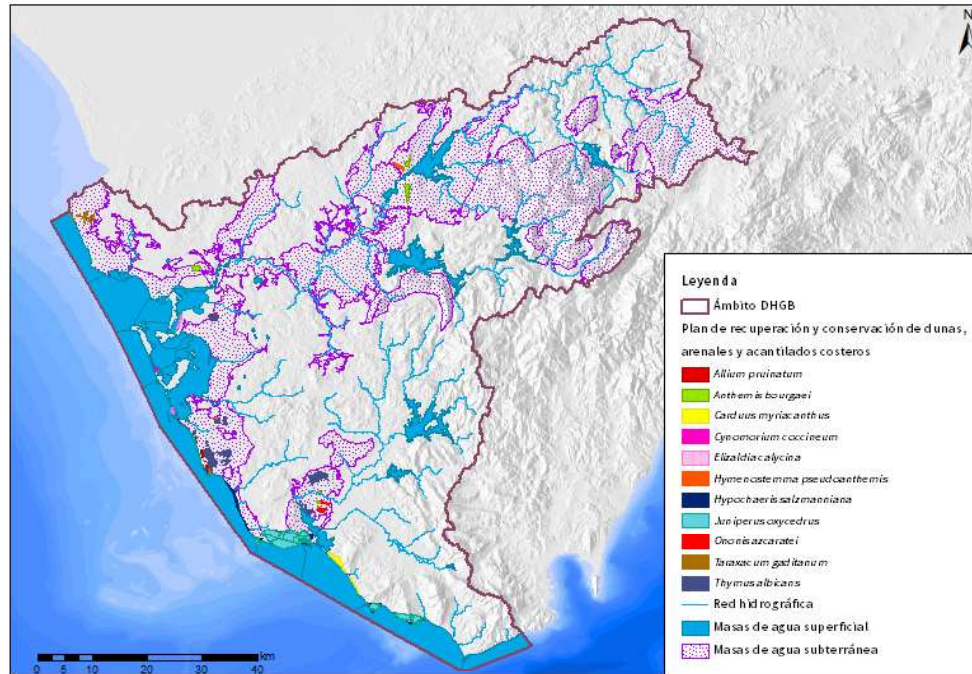 N
Leyenda
Ámbito DHGB
Plan de recuperación y conservación de dunas,
arenales y acantilados costeros
Allium pruinatum
Anthemis bourgaei
Carduus myriacanthus
Cynomorium coccineum
Elizaldia calycina
Hymenostemma pseudoanthemis
Hypochaeris salzmanniana
Juniperus oxycedrus
Ononis azcaratei
Taraxacum gaditanum
Thymus albicans
Red hidrográfica
Masas de agua superficial
Masas de agua subterránea
km
0 5 10 20 30 40